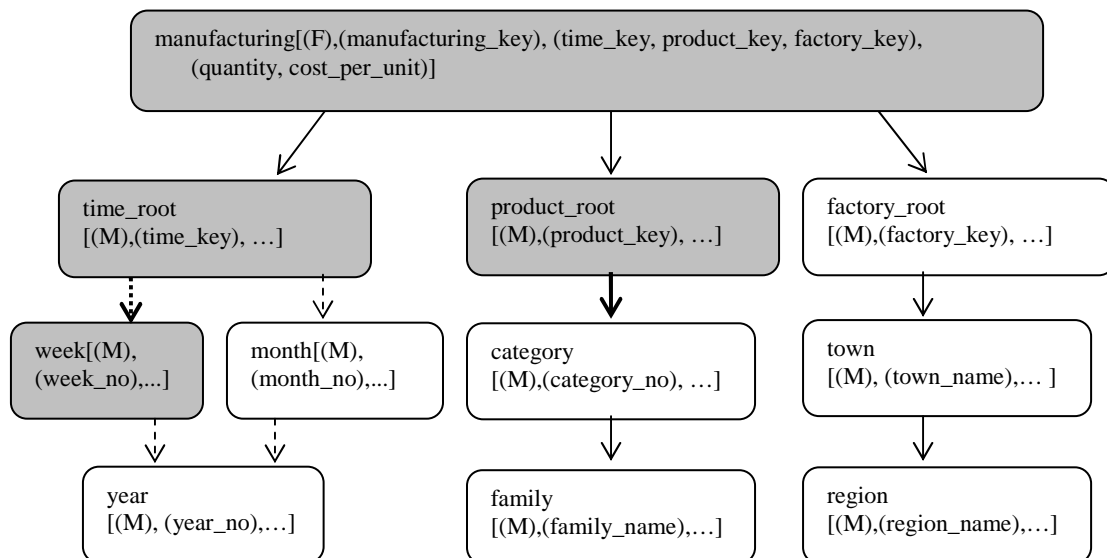 manufacturing[(F),(manufacturing_key), (time_key, product_key, factory_key),
(quantity, cost_per_unit)]
time_root
[(M),(time_key), …]
product_root
[(M),(product_key), …]
factory_root
[(M),(factory_key), …]
week[(M),
(week_no),...]
month[(M),
(month_no),...]
category
[(M),(category_no), …]
town
[(M), (town_name),… ]
year
[(M), (year_no),…]
family
[(M),(family_name),…]
region
[(M),(region_name),…]